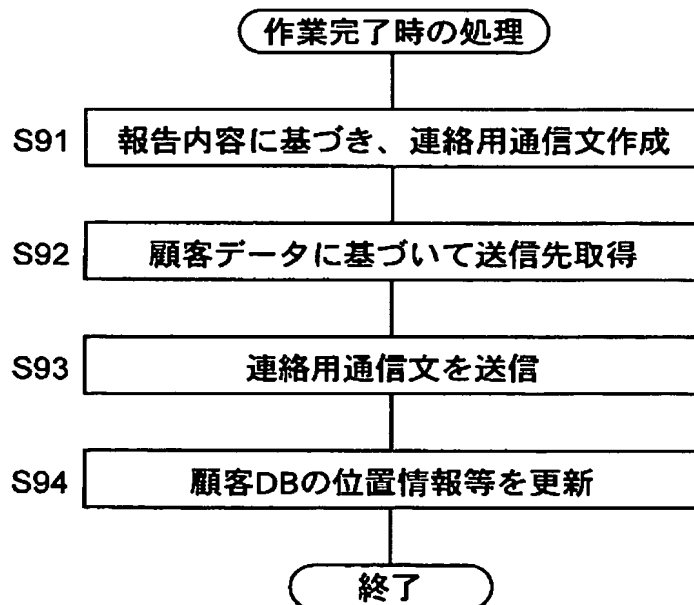 作業完了時の処理
S91 報告内容に基づき、連絡用通信文作成
S92 顧客データに基づいて送信先取得
S93 連絡用通信文を送信
S94 顧客DBの位置情報等を更新
終了